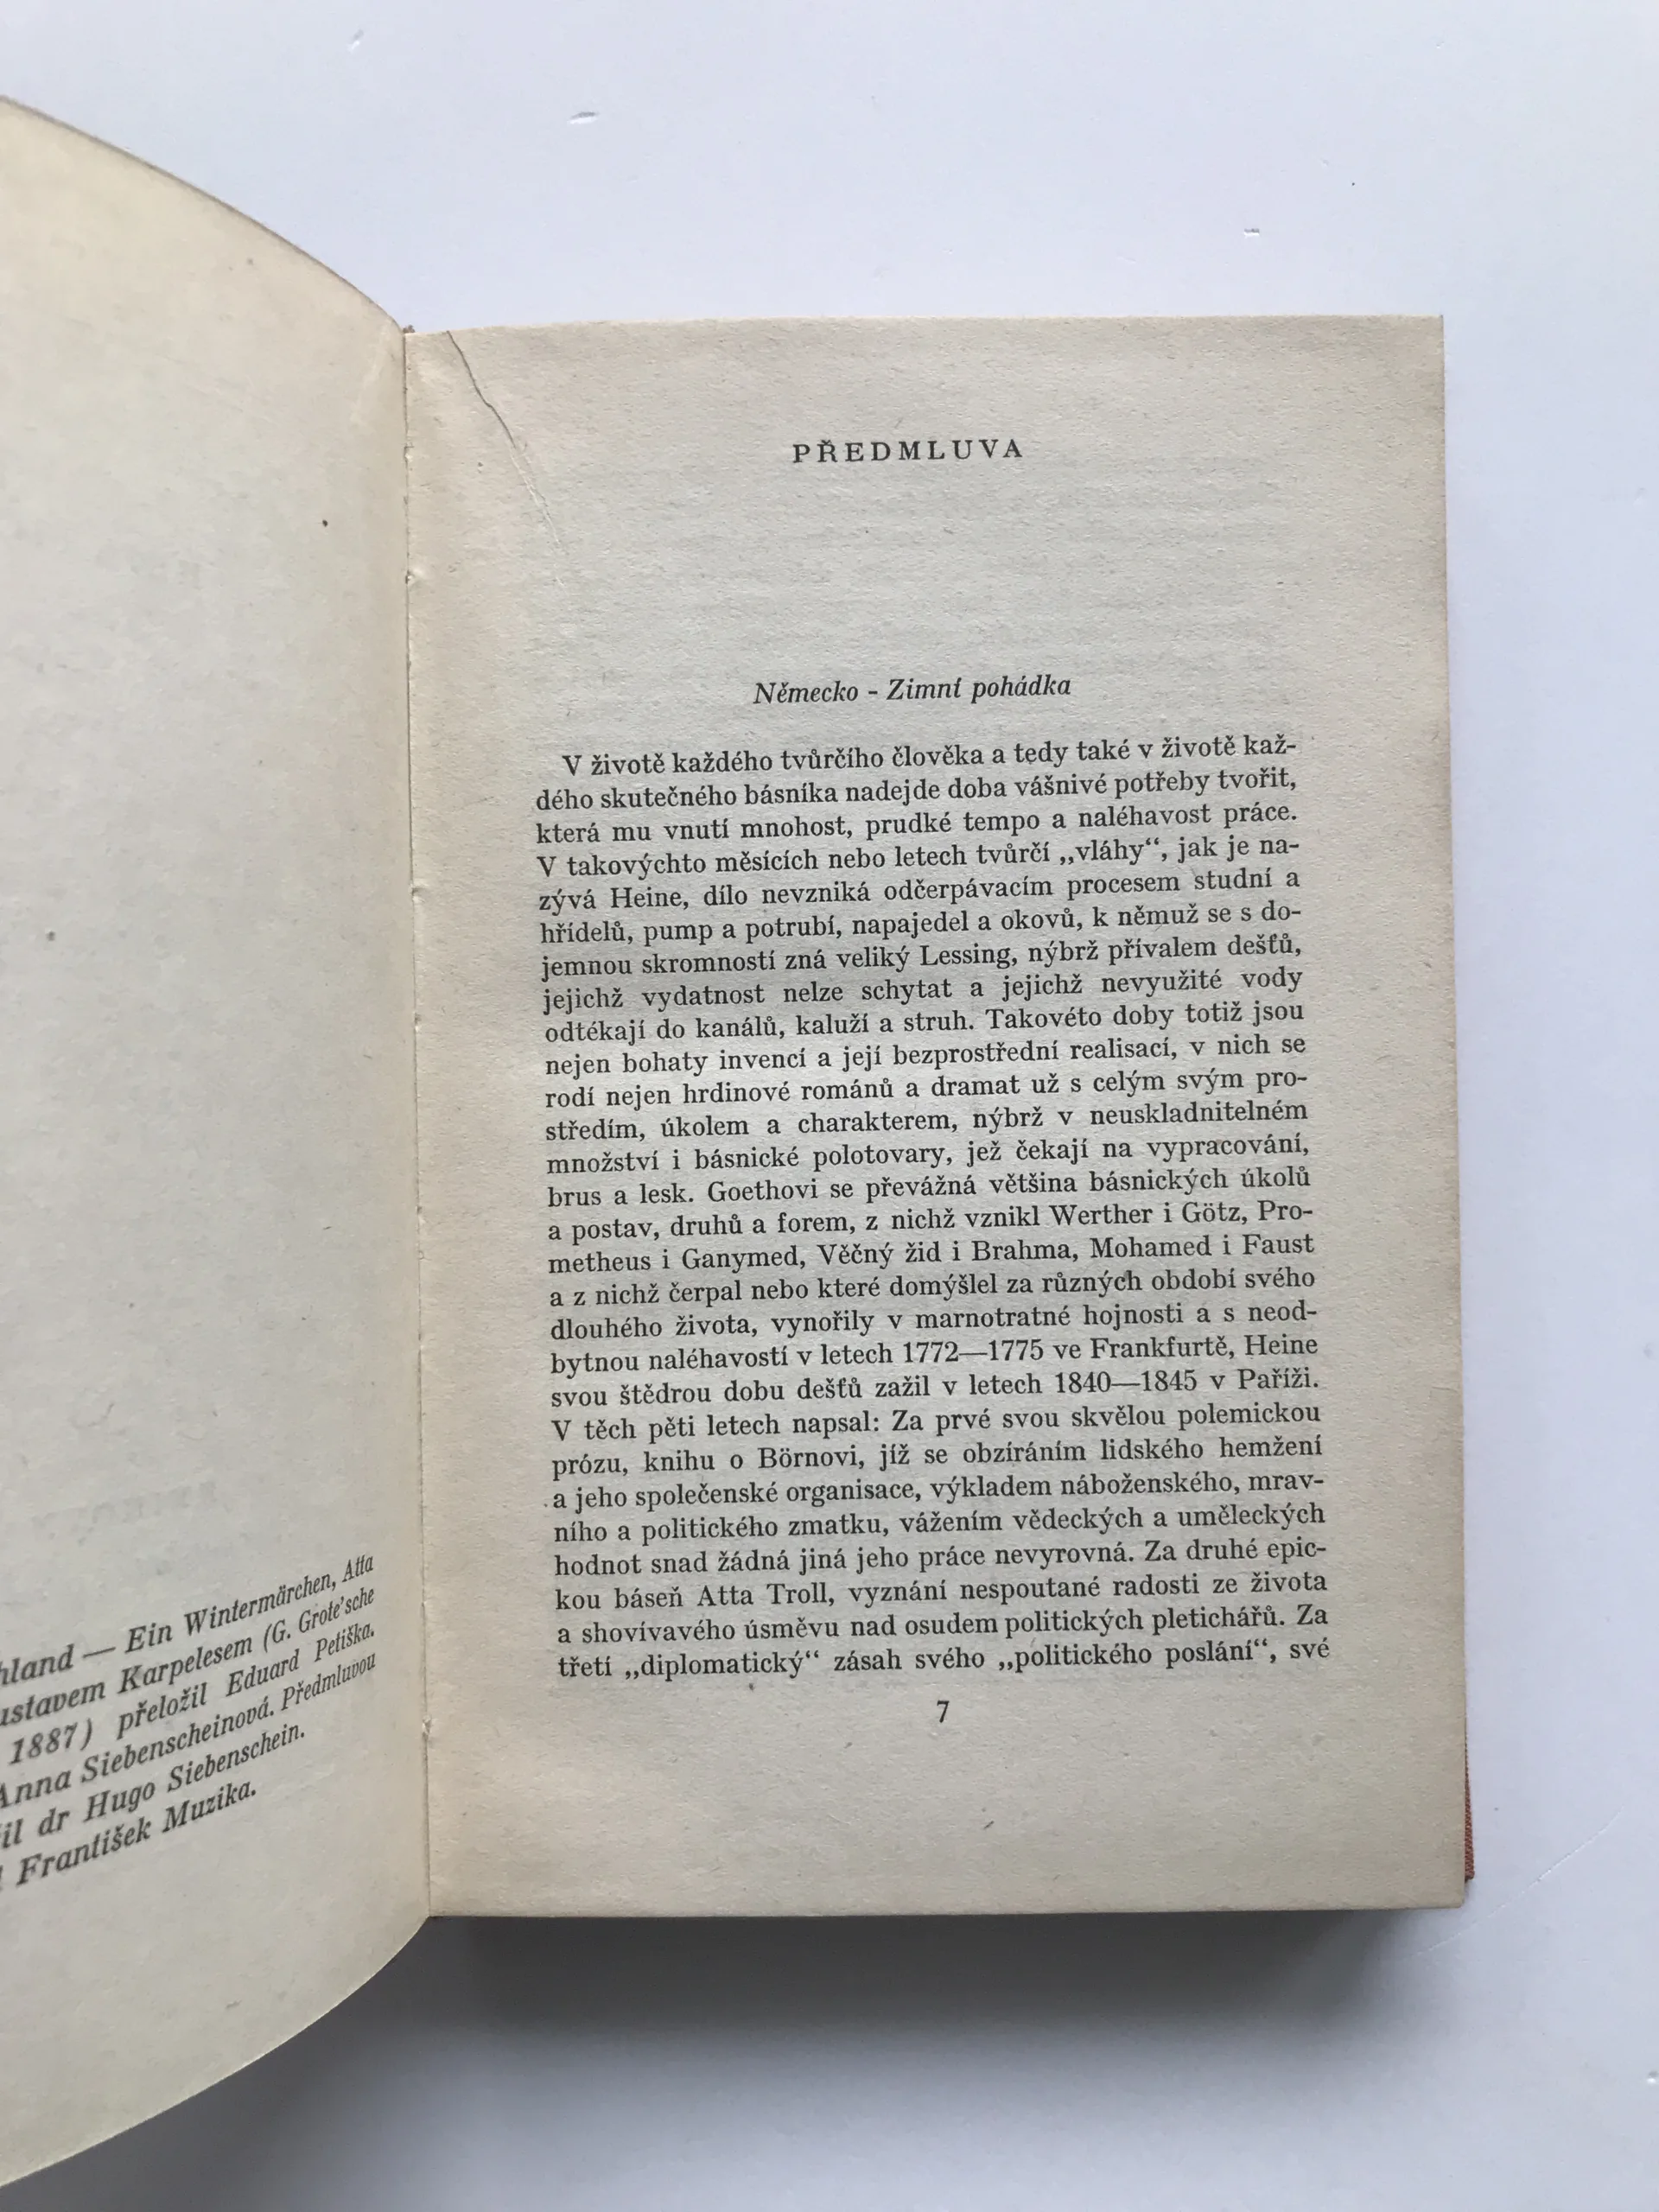 — Ein Wintermärchen, Atta
Karpelesem (G. Grote'sche
1887) přeložil Eduard Petiška.
Anna Siebenscheinová. Předmluvou
dr Hugo Siebenschein.
František Muzika.
PŘEDMLUVA
Německo - Zimní pohádka
V životě každého tvůrčího člověka a tedy také v životě kaž-
dého skutečného básníka nadejde doba vášnivé potřeby tvořit,
která mu vnutí mnohost, prudké tempo a naléhavost práce.
V takovýchto měsících nebo letech tvůrčí „vláhy“, jak je na-
zývá Heine, dílo nevzniká odčerpávacím procesem studní a
hřídelů, pump a potrubí, napajedel a okovů, k němuž se s do-
jemnou skromností zná veliký Lessing, nýbrž přívalem dešťů,
jejichž vydatnost nelze schytat a jejichž nevyužité vody
odtékají do kanálů, kaluží a struh. Takovéto doby totiž jsou
nejen bohaty invencí a její bezprostřední realisací, v nich se
rodí nejen hrdinové románů a dramat už s celým svým pro-
středím, úkolem a charakterem, nýbrž v neuskladnitelném
množství i básnické polotovary, jež čekají na vypracování,
brus a lesk. Goethovi se převážná většina básnických úkolů
a postav, druhů a forem, z nichž vznikl Werther i Götz, Pro-
metheus i Ganymed, Věčný žid i Brahma, Mohamed i Faust
a z nichž čerpal nebo které domýšlel za různých období svého
dlouhého života, vynořily v marnotratné hojnosti a s neod-
bytnou naléhavostí v letech 1772—1775 ve Frankfurtě, Heine
svou štědrou dobu dešťů zažil v letech 1840—1845 v Paříži.
V těch pěti letech napsal: Za prvé svou skvělou polemickou
prózu, knihu o Börnovi, jíž se obzíráním lidského hemžení
a jeho společenské organisace, výkladem náboženského, mrav-
ního a politického zmatku, vážením vědeckých a uměleckých
hodnot snad žádná jiná jeho práce nevyrovná. Za druhé epic-
kou báseň Atta Troll, vyznání nespoutané radosti ze života
a shovívavého úsměvu nad osudem politických pletichářů. Za
třetí „diplomatický“ zásah svého „politického poslání“, své
7